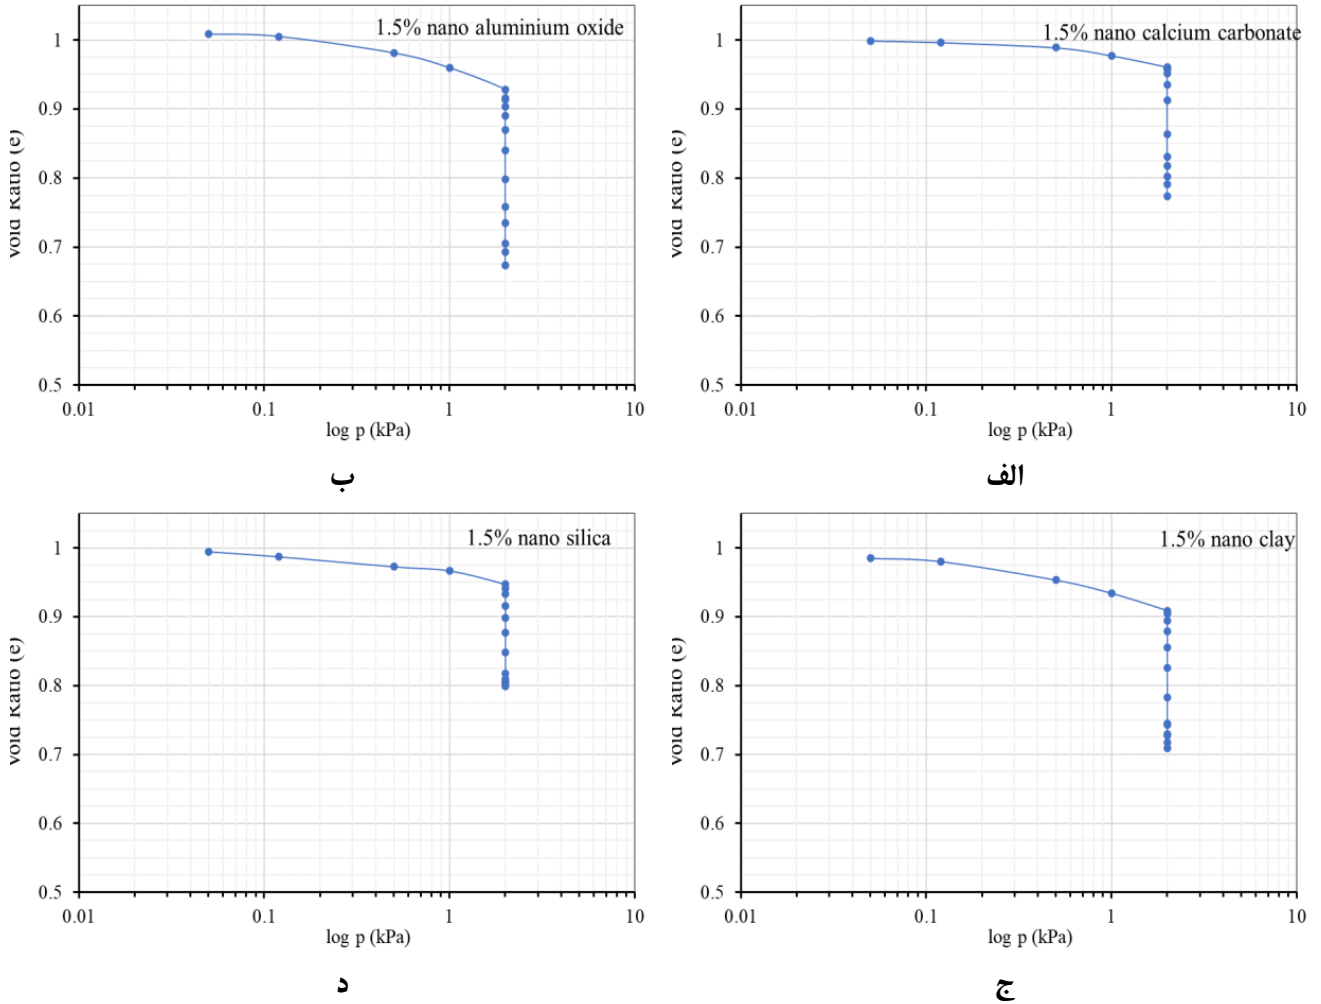 1.5% nano calcium carbonate
Void Ratio (e)
1
0.9
0.8
0.7
0.6
0.5
0.01 0.1 1 10
log p (kPa)
الف
1.5% nano aluminium oxide
Void Ratio (e)
1
0.9
0.8
0.7
0.6
0.5
0.01 0.1 1 10
log p (kPa)
ب
1.5% nano clay
Void Ratio (e)
1
0.9
0.8
0.7
0.6
0.5
0.01 0.1 1 10
log p (kPa)
ج
1.5% nano silica
Void Ratio (e)
1
0.9
0.8
0.7
0.6
0.5
0.01 0.1 1 10
log p (kPa)
د